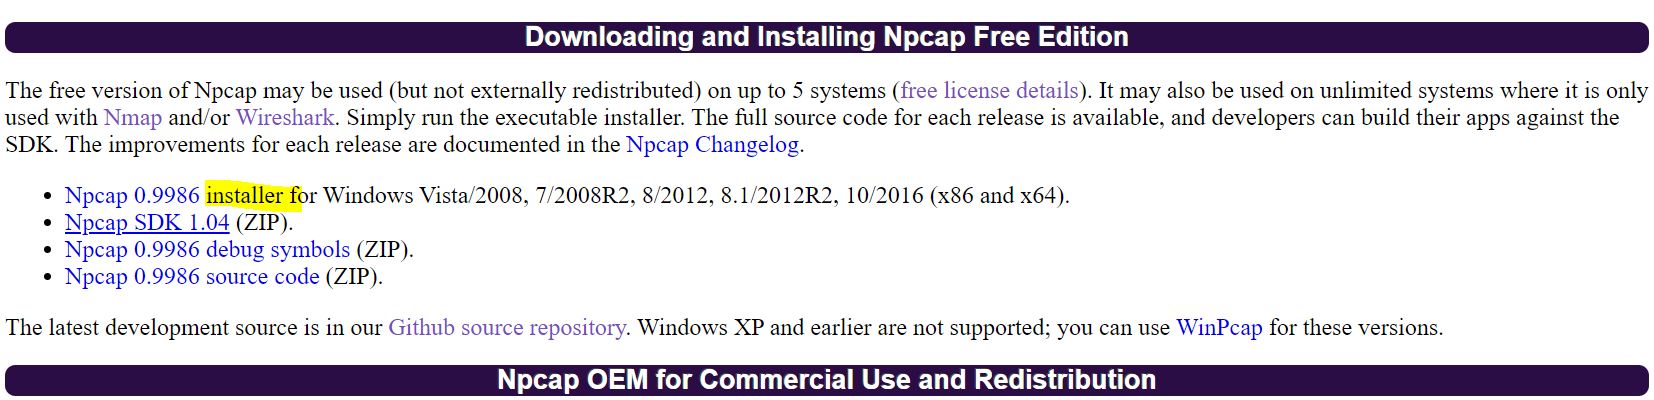 Downloading and Installing Npcap Free Edition
The free version of Npcap may be used (but not externally redistributed) on up to 5 systems (free license details). It may also be used on unlimited systems where it is only
used with Nmap and/or Wireshark. Simply run the executable installer. The full source code for each release is available, and developers can build their apps against the
SDK. The improvements for each release are documented in the Npcap Changelog.
• Npcap 0.9986 installer for Windows Vista/2008, 7/2008R2, 8/2012, 8.1/2012R2, 10/2016 (x86 and x64).
• Npcap SDK 1.04 (ZIP).
• Npcap 0.9986 debug symbols (ZIP).
• Npcap 0.9986 source code (ZIP).
The latest development source is in our Github source repository. Windows XP and earlier are not supported; you can use WinPcap for these versions.
Npcap OEM for Commercial Use and Redistribution